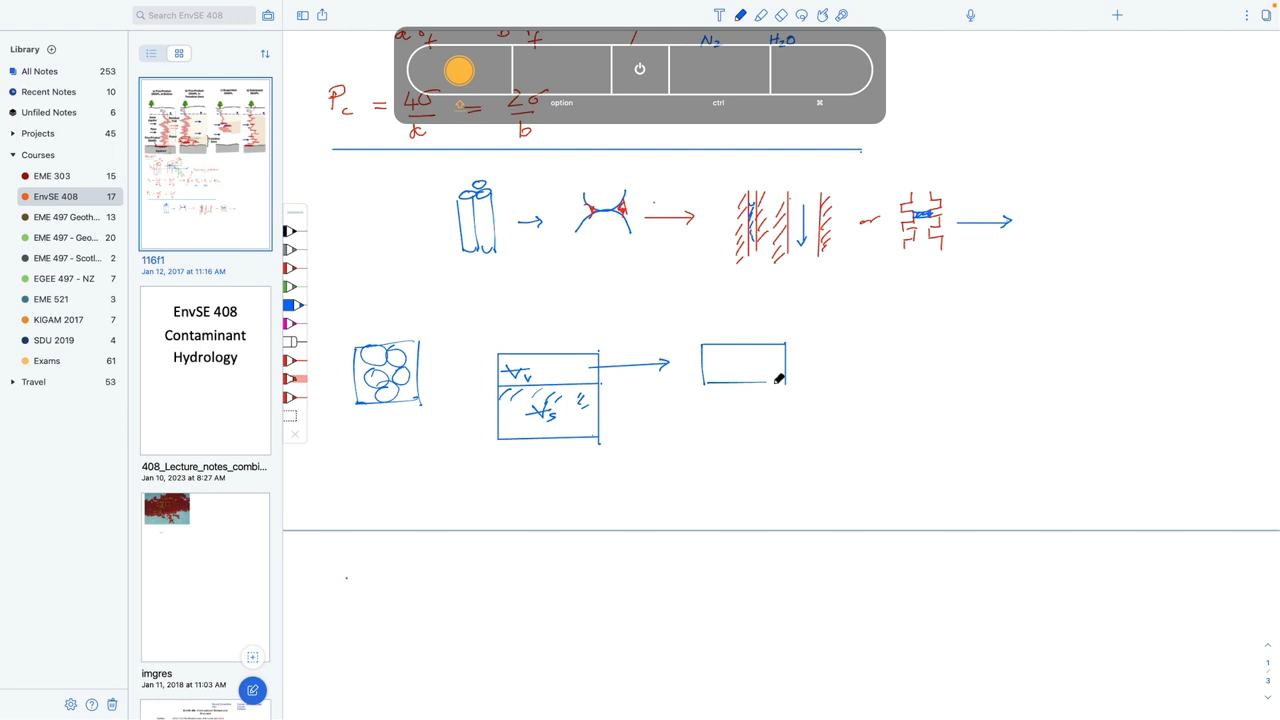 Search EnvSE 408
Library
All Notes 253
Recent Notes 10
Unfiled Notes 6
Projects 45
Courses
EME 303 15
EnvSE 408 17
EME 497 Geoth... 13
EME 497 - Geo... 20
EME 497 - Scotl... 2
EGEE 497 - NZ 7
EME 521 3
KIGAM 2017 7
SDU 2019 4
Exams 61
Travel 53
116f1
Jan 12, 2017 at 11:16 AM
EnvSE 408
Contaminant
Hydrology
408_Lecture_notes_combi...
Jan 10, 2023 at 8:27 AM
imgres
Jan 11, 2018 at 11:03 AM
T
N2 H2O
option ctrl ⌘
Pc = 4σ = 2σ
b
or
Vv
Vs
1
/
3